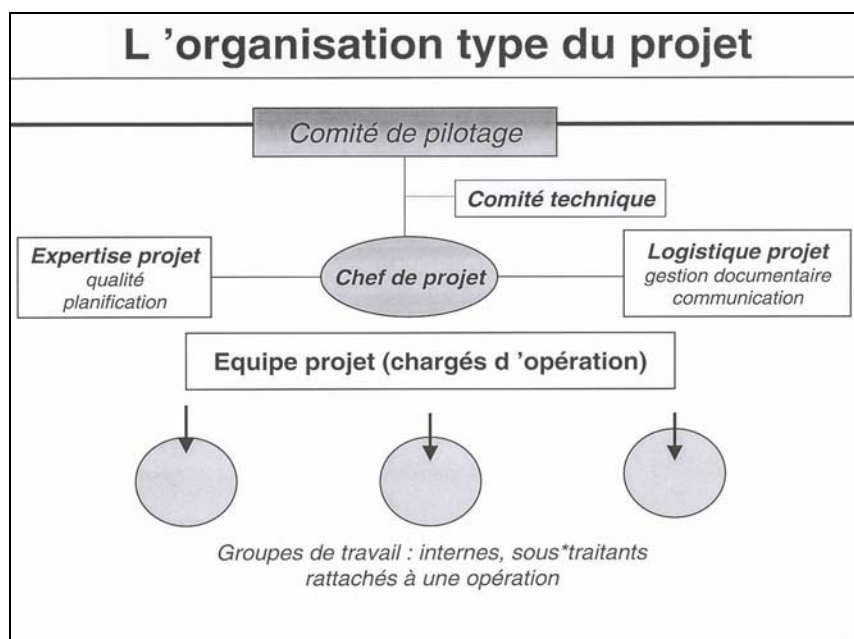 L 'organisation type du projet
Comité de pilotage
Comité technique
Expertise projet
qualité
planification
Chef de projet
Logistique projet
gestion documentaire
communication
Equipe projet (chargés d 'opération)
Groupes de travail : internes, sous*traitants
rattachés à une opération